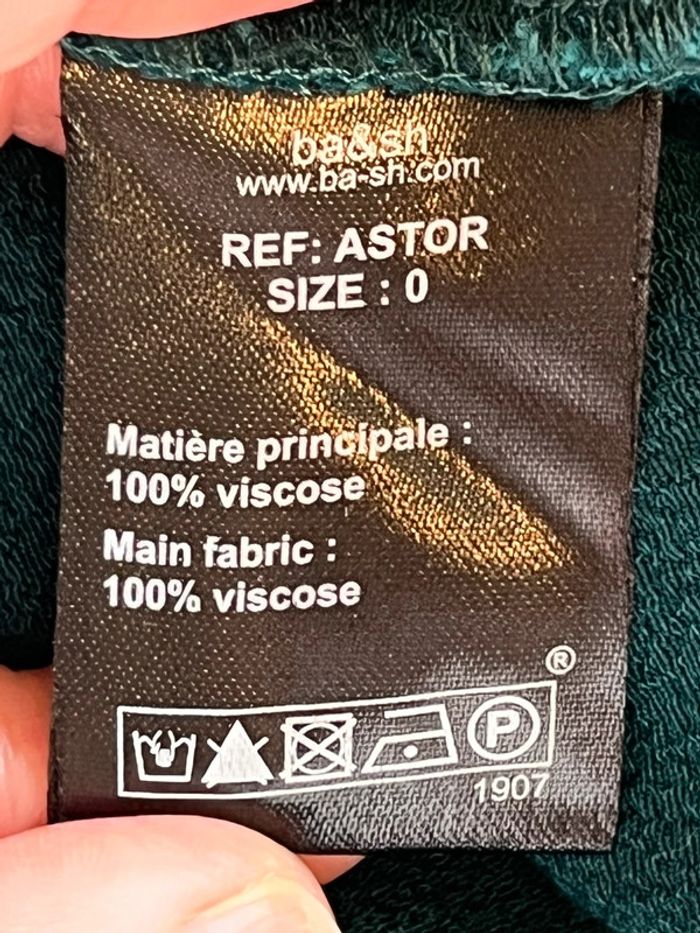 ba&sh
www.ba-sh.com
REF: ASTOR
SIZE : 0
Matière principale :
100% viscose
Main fabric :
100% viscose
®
P
1907